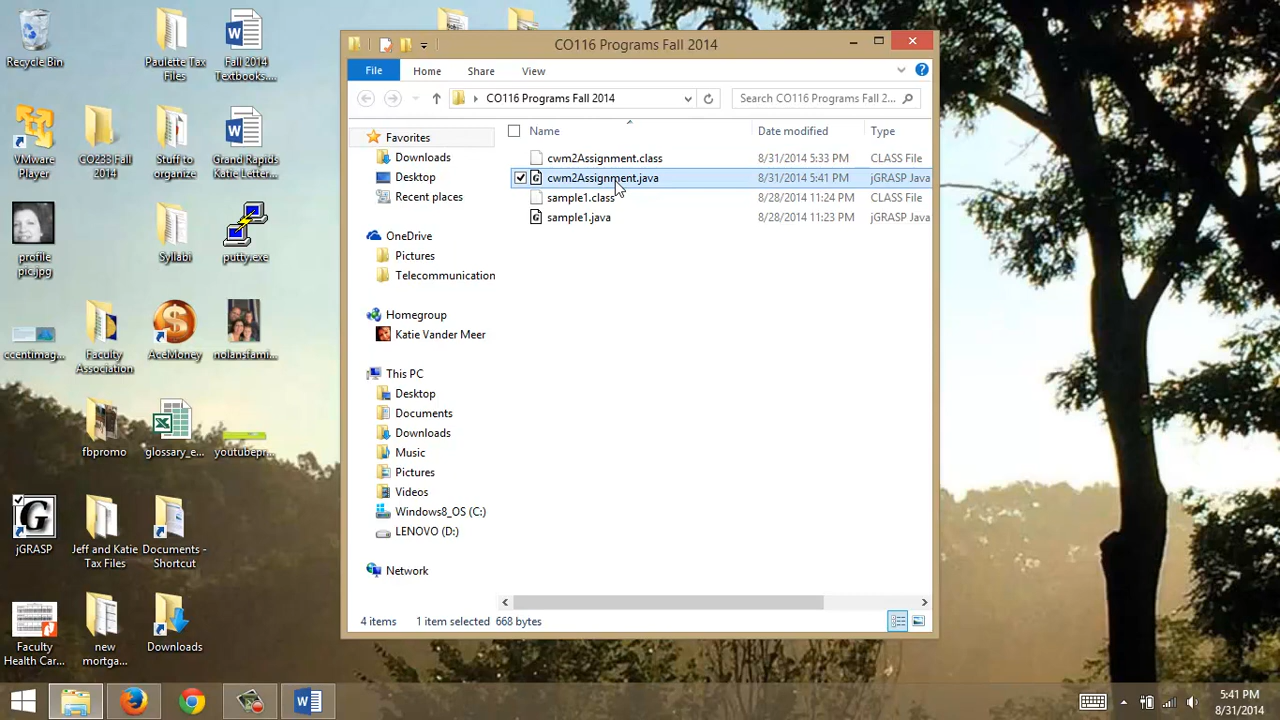 Recycle Bin
Paulette Tax
Files
Fall 2014
Textbooks....
VMware
Player
CO233 Fall
2014
Stuff to
organize
Grand Rapids
Katie Letter...
profile
pic.jpg
Syllabi
putty.exe
ccentimag...
Faculty
Association
AceMoney
nolansfami...
fbpromo
glossary_e...
youtubepr...
jGRASP
Jeff and Katie
Tax Files
Documents -
Shortcut
Faculty
Health Car...
new
mortga...
Downloads
CO116 Programs Fall 2014
File Home Share View
CO116 Programs Fall 2014
Search CO116 Programs Fall 2...
Favorites
Downloads
Desktop
Recent places
OneDrive
Pictures
Telecommunication
Homegroup
Katie Vander Meer
This PC
Desktop
Documents
Downloads
Music
Pictures
Videos
Windows8_OS (C:)
LENOVO (D:)
Network
Name Date modified Type
cwm2Assignment.class 8/31/2014 5:33 PM CLASS File
cwm2Assignment.java 8/31/2014 5:41 PM jGRASP Java
sample1.class 8/28/2014 11:24 PM CLASS File
sample1.java 8/28/2014 11:23 PM jGRASP Java
4 items 1 item selected 668 bytes
5:41 PM
8/31/2014